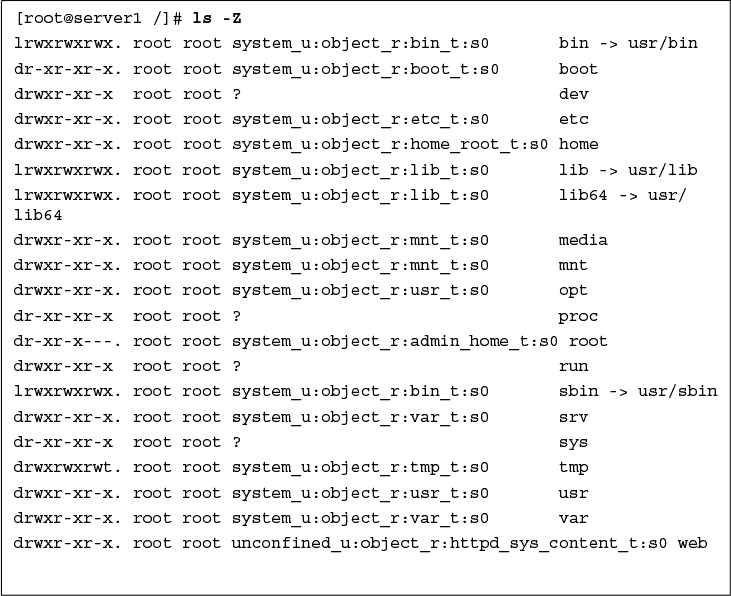 [root@server1 /]# ls -Z
lrwxrwxrwx. root root system_u:object_r:bin_t:s0       bin -> usr/bin
dr-xr-xr-x. root root system_u:object_r:boot_t:s0      boot
drwxr-xr-x  root root ?                                dev
drwxr-xr-x. root root system_u:object_r:etc_t:s0       etc
drwxr-xr-x. root root system_u:object_r:home_root_t:s0 home
lrwxrwxrwx. root root system_u:object_r:lib_t:s0       lib -> usr/lib
lrwxrwxrwx. root root system_u:object_r:lib_t:s0       lib64 -> usr/
lib64
drwxr-xr-x. root root system_u:object_r:mnt_t:s0       media
drwxr-xr-x. root root system_u:object_r:mnt_t:s0       mnt
drwxr-xr-x. root root system_u:object_r:usr_t:s0       opt
dr-xr-xr-x  root root ?                                proc
dr-xr-x---. root root system_u:object_r:admin_home_t:s0 root
drwxr-xr-x  root root ?                                run
lrwxrwxrwx. root root system_u:object_r:bin_t:s0       sbin -> usr/sbin
drwxr-xr-x. root root system_u:object_r:var_t:s0       srv
dr-xr-xr-x  root root ?                                sys
drwxrwxrwt. root root system_u:object_r:tmp_t:s0       tmp
drwxr-xr-x. root root system_u:object_r:usr_t:s0       usr
drwxr-xr-x. root root system_u:object_r:var_t:s0       var
drwxr-xr-x. root root unconfined_u:object_r:httpd_sys_content_t:s0 web